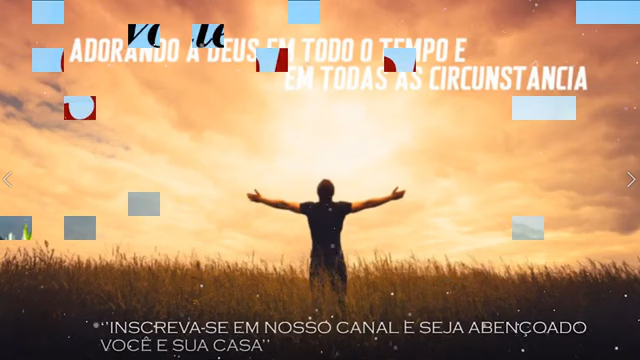 ADORANDO A DEUS EM TODO O TEMPO E
EM TODAS AS CIRCUNSTÂNCIA
''INSCREVA-SE EM NOSSO CANAL E SEJA ABENÇOADO
VOCÊ E SUA CASA''